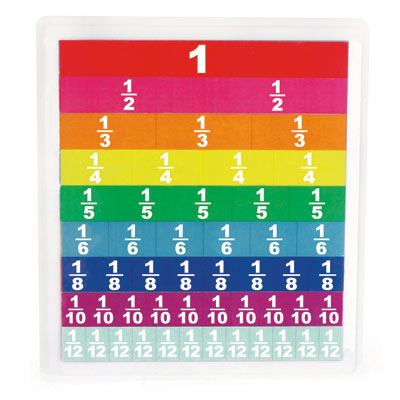 1
1/2 1/2
1/3 1/3 1/3
1/4 1/4 1/4 1/4
1/5 1/5 1/5 1/5 1/5
1/6 1/6 1/6 1/6 1/6 1/6
1/8 1/8 1/8 1/8 1/8 1/8 1/8 1/8
1/10 1/10 1/10 1/10 1/10 1/10 1/10 1/10 1/10 1/10
1/12 1/12 1/12 1/12 1/12 1/12 1/12 1/12 1/12 1/12 1/12 1/12